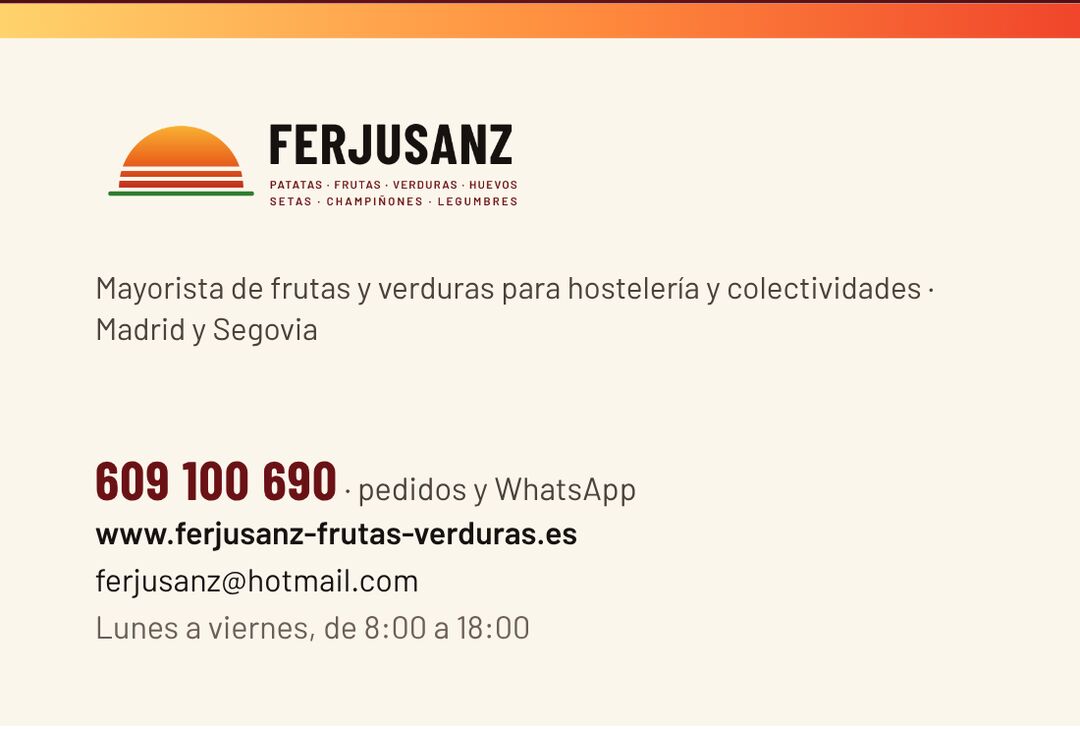 FERJUSANZ
PATATAS · FRUTAS · VERDURAS · HUEVOS
SETAS · CHAMPIÑONES · LEGUMBRES
Mayorista de frutas y verduras para hostelería y colectividades ·
Madrid y Segovia
609 100 690 · pedidos y WhatsApp
www.ferjusanz-frutas-verduras.es
ferjusanz@hotmail.com
Lunes a viernes, de 8:00 a 18:00